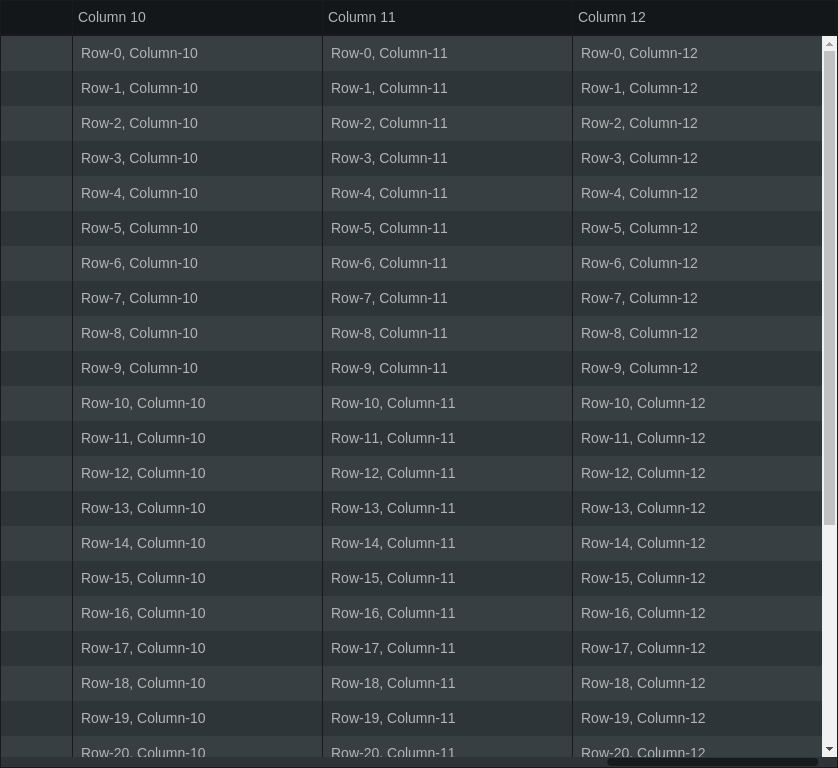 Column 10 Column 11 Column 12
Row-0, Column-10 Row-0, Column-11 Row-0, Column-12
Row-1, Column-10 Row-1, Column-11 Row-1, Column-12
Row-2, Column-10 Row-2, Column-11 Row-2, Column-12
Row-3, Column-10 Row-3, Column-11 Row-3, Column-12
Row-4, Column-10 Row-4, Column-11 Row-4, Column-12
Row-5, Column-10 Row-5, Column-11 Row-5, Column-12
Row-6, Column-10 Row-6, Column-11 Row-6, Column-12
Row-7, Column-10 Row-7, Column-11 Row-7, Column-12
Row-8, Column-10 Row-8, Column-11 Row-8, Column-12
Row-9, Column-10 Row-9, Column-11 Row-9, Column-12
Row-10, Column-10 Row-10, Column-11 Row-10, Column-12
Row-11, Column-10 Row-11, Column-11 Row-11, Column-12
Row-12, Column-10 Row-12, Column-11 Row-12, Column-12
Row-13, Column-10 Row-13, Column-11 Row-13, Column-12
Row-14, Column-10 Row-14, Column-11 Row-14, Column-12
Row-15, Column-10 Row-15, Column-11 Row-15, Column-12
Row-16, Column-10 Row-16, Column-11 Row-16, Column-12
Row-17, Column-10 Row-17, Column-11 Row-17, Column-12
Row-18, Column-10 Row-18, Column-11 Row-18, Column-12
Row-19, Column-10 Row-19, Column-11 Row-19, Column-12
Row-20, Column-10 Row-20, Column-11 Row-20, Column-12